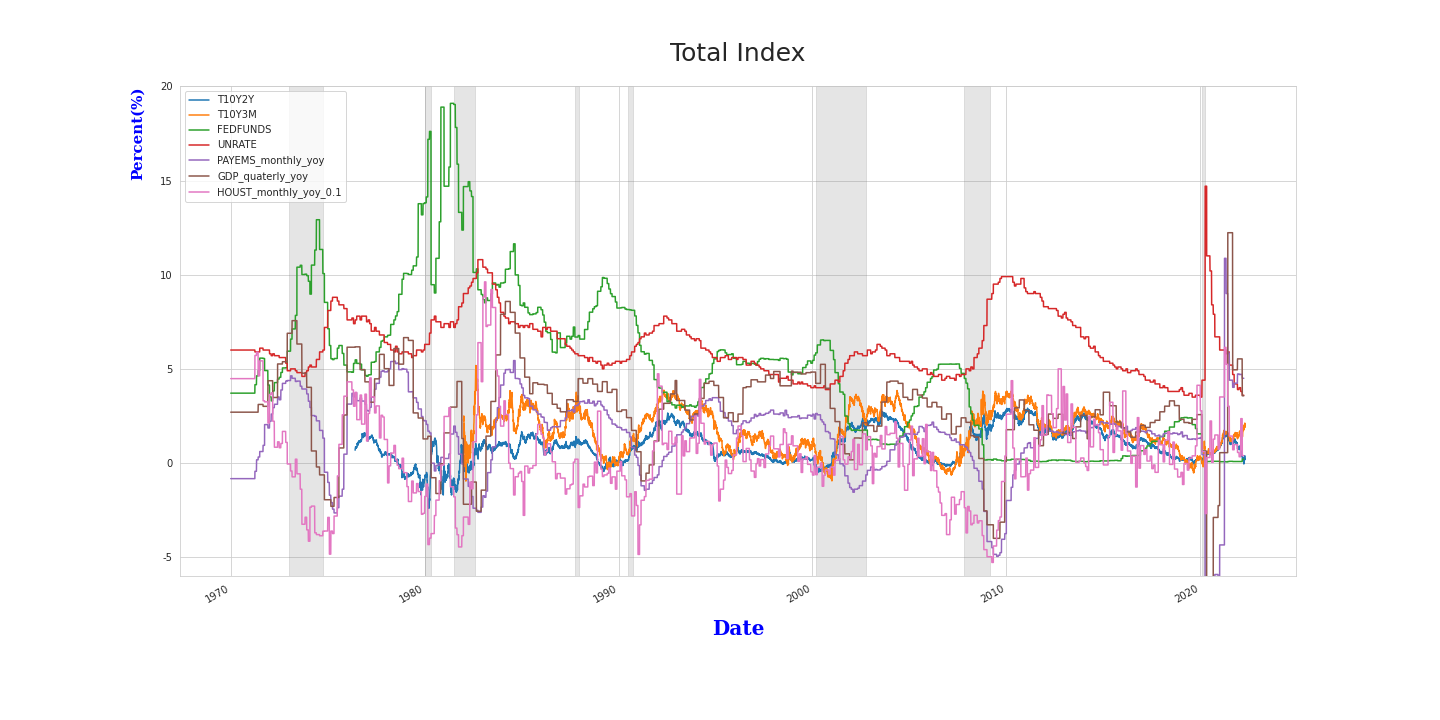 Total Index
Percent(%)
20
15
10
5
0
-5
T10Y2Y
T10Y3M
FEDFUNDS
UNRATE
PAYEMS_monthly_yoy
GDP_quaterly_yoy
HOUST_monthly_yoy_0.1
1970
1980
1990
2000
2010
2020
Date